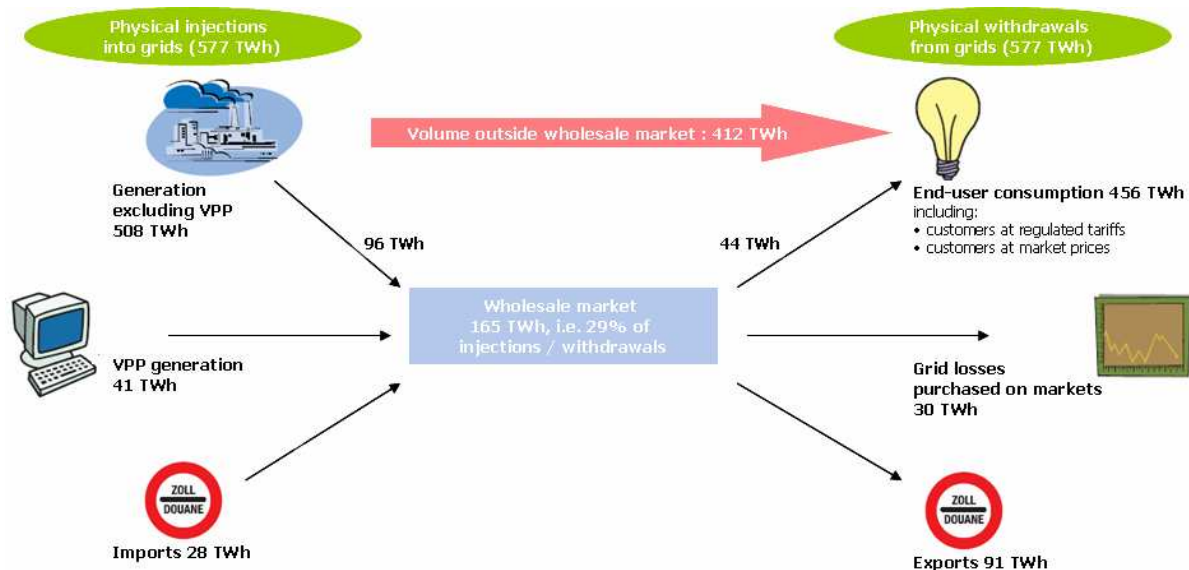 Physical injections
into grids (577 TWh)
Physical withdrawals
from grids (577 TWh)
Volume outside wholesale market : 412 TWh
Generation
excluding VPP
508 TWh
End-user consumption 456 TWh
including:
• customers at regulated tariffs
• customers at market prices
96 TWh
44 TWh
Wholesale market
165 TWh, i.e. 29% of
injections / withdrawals
VPP generation
41 TWh
Grid losses
purchased on markets
30 TWh
ZOLL
DOUANE
Imports 28 TWh
ZOLL
DOUANE
Exports 91 TWh